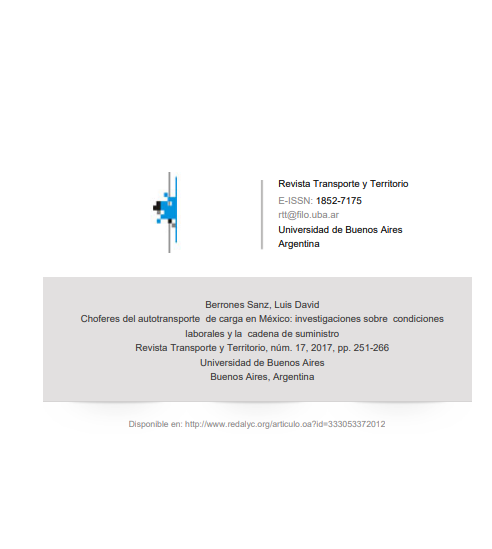 Revista Transporte y Territorio
E-ISSN: 1852-7175
rtt@filo.uba.ar
Universidad de Buenos Aires
Argentina
Berrones Sanz, Luis David
Choferes del autotransporte de carga en México: investigaciones sobre condiciones
laborales y la cadena de suministro
Revista Transporte y Territorio, núm. 17, 2017, pp. 251-266
Universidad de Buenos Aires
Buenos Aires, Argentina
Disponible en: http://www.redalyc.org/articulo.oa?id=333053372012